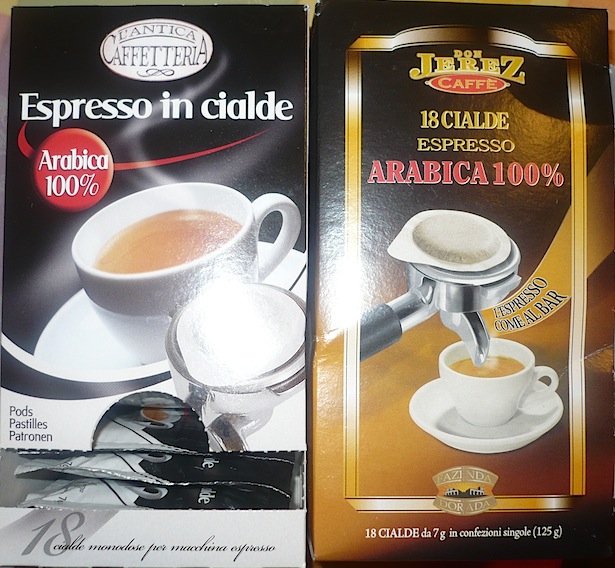 L'ANTICA
CAFFETTERIA
Espresso in cialde
Arabica
100%
Pods
Pastilles
Patronen
18 cialde monodose per macchina espresso
DON
JEREZ
CAFFÈ
18 CIALDE
ESPRESSO
ARABICA 100%
L'ESPRESSO
COME AL BAR
FAZENDA
DORADA
18 CIALDE da 7 g in confezioni singole (125 g)